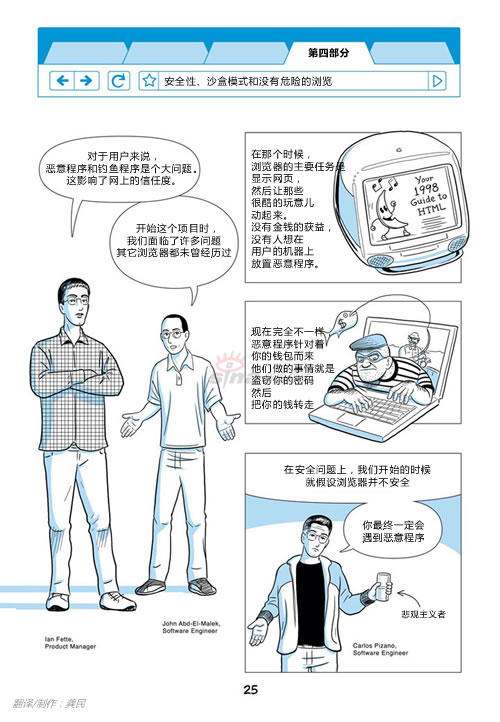 第四部分
安全性、沙盒模式和没有危险的浏览
对于用户来说，
恶意程序和钓鱼程序是个大问题。
这影响了网上的信任度。
开始这个项目时，
我们面临了许多问题
其它浏览器都未曾经历过
Ian Fette,
Product Manager
John Abd-El-Malek,
Software Engineer
在那个时候，
浏览器的主要任务是
显示网页，
然后让那些
很酷的玩意儿
动起来。
没有金钱的获益，
没有人想在
用户的机器上
放置恶意程序。
Your
1998
Guide to
HTML
现在完全不一样
恶意程序针对着
你的钱包而来
他们做的事情就是
盗窃你的密码
然后
把你的钱转走
sina
在安全问题上，我们开始的时候
就假设浏览器并不安全
你最终一定会
遇到恶意程序
悲观主义者
Carlos Pizano,
Software Engineer
25
翻译/制作：龚民